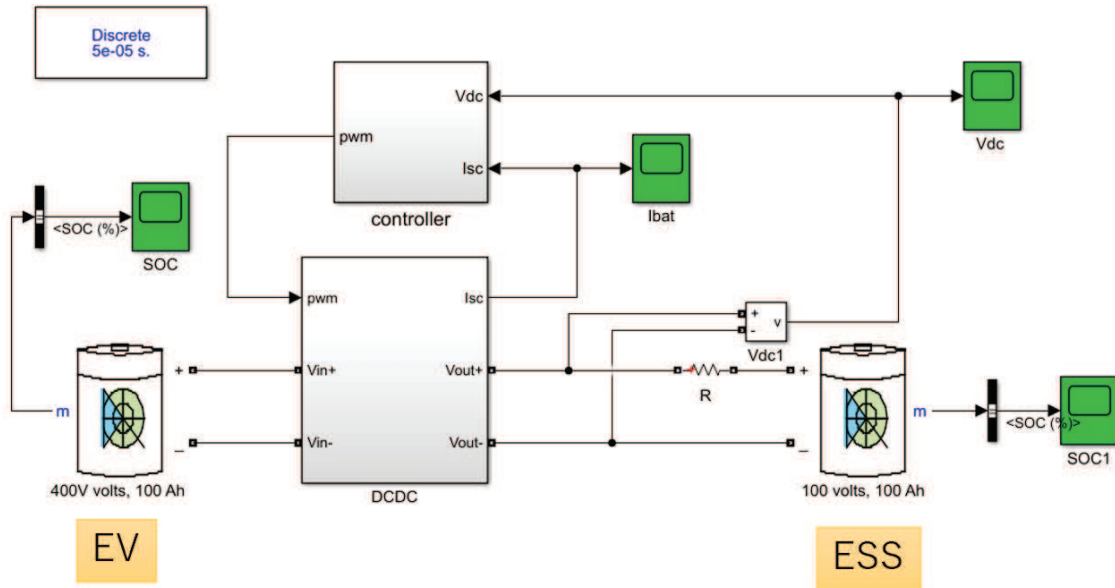 Discrete
5e-05 s.
Vdc
pwm
Isc
controller
Vdc
Ibat
<SOC (%)>
SOC
pwm
Isc
Vin+
Vout+
Vin-
Vout-
DCDC
+
-
v
Vdc1
R
m
+
_
400V volts, 100 Ah
+
_
m
100 volts, 100 Ah
<SOC (%)>
SOC1
EV
ESS